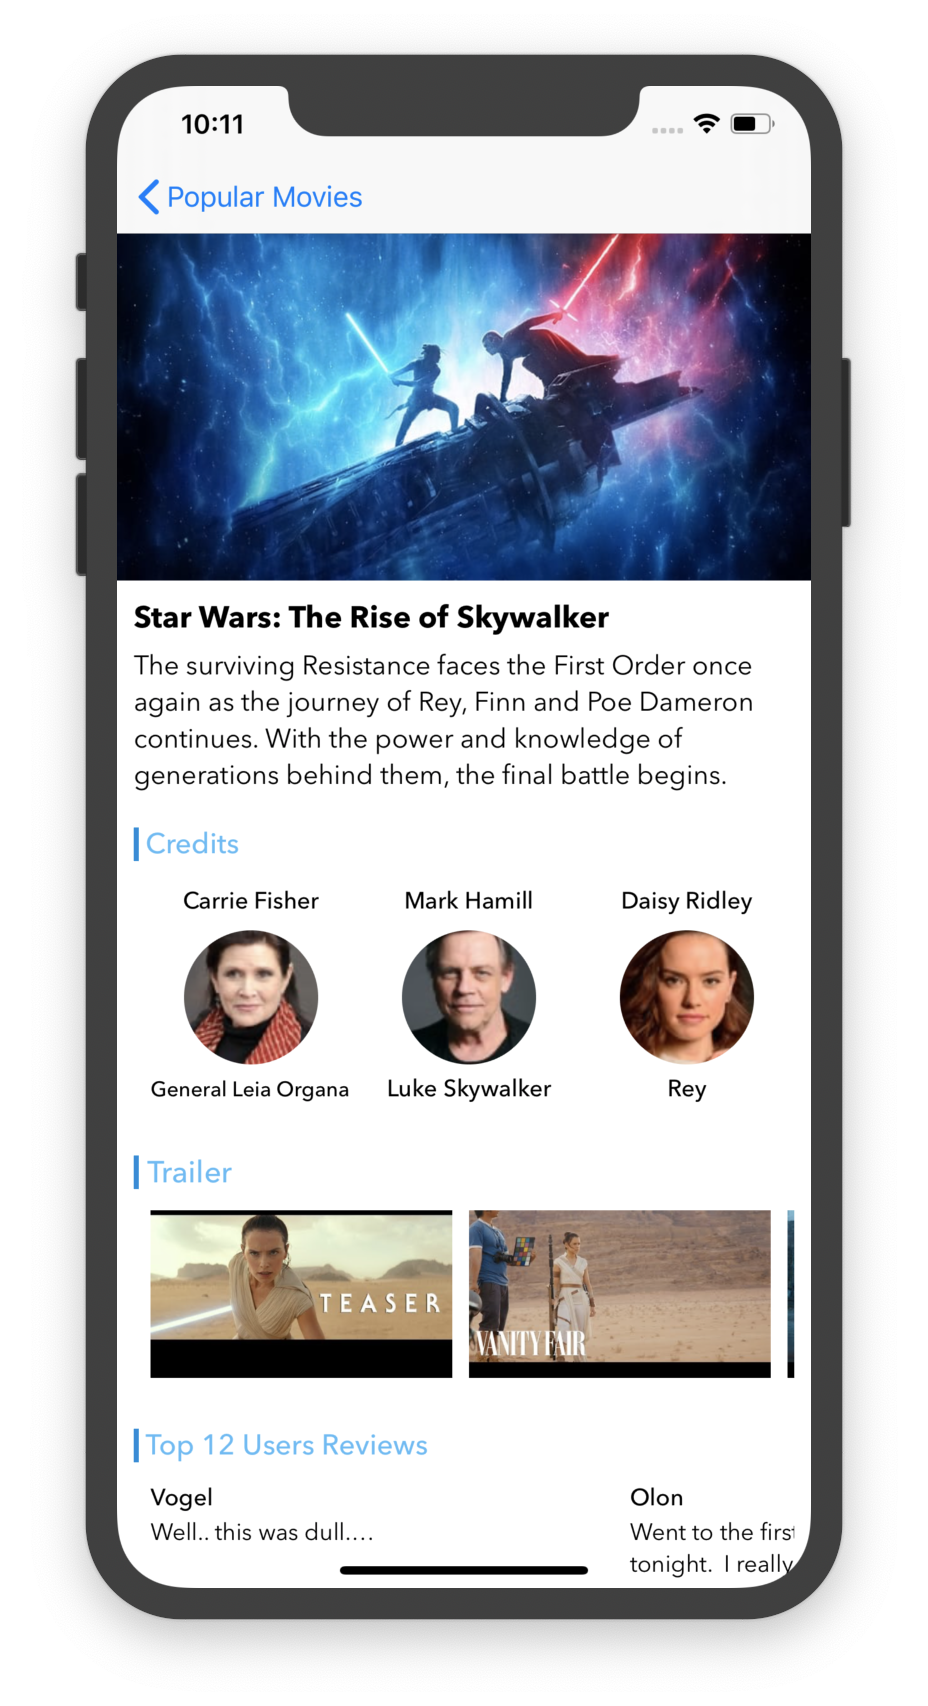 10:11
Popular Movies
Star Wars: The Rise of Skywalker
The surviving Resistance faces the First Order once
again as the journey of Rey, Finn and Poe Dameron
continues. With the power and knowledge of
generations behind them, the final battle begins.
Credits
Carrie Fisher
Mark Hamill
Daisy Ridley
General Leia Organa
Luke Skywalker
Rey
Trailer
TEASER
VANITY FAIR
Top 12 Users Reviews
Vogel
Well.. this was dull....
Olon
Went to the first
tonight. I really